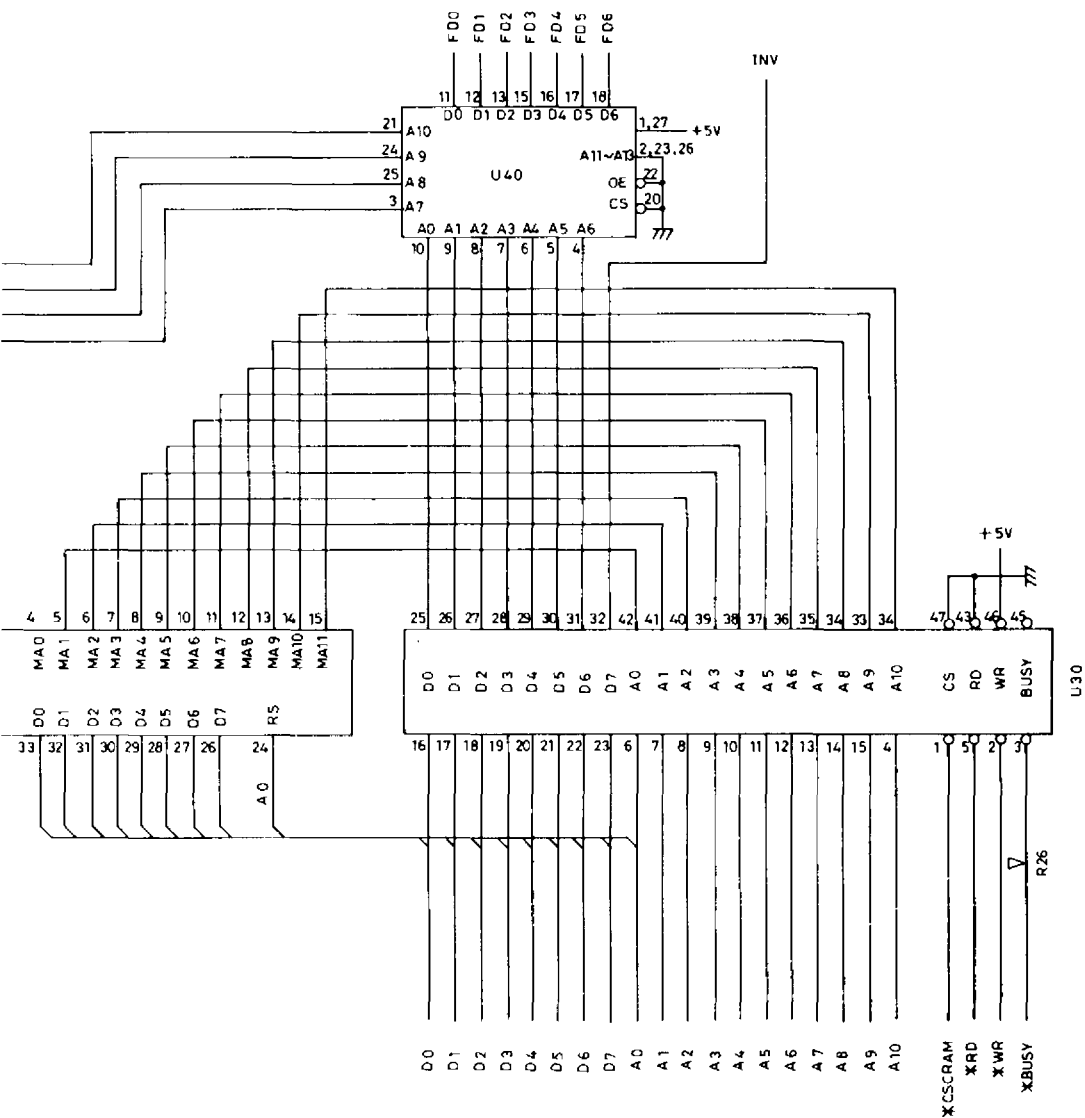 FD0 FD1 FD2 FD3 FD4 FD5 FD6
INV
11 12 13 15 16 17 18
D0 D1 D2 D3 D4 D5 D6
21 A10
1,27 +5V
24 A9
A11~A13 2,23,26
U40
25 A8
OE 22
3 A7
CS 20
A0 A1 A2 A3 A4 A5 A6
10 9 8 7 6 5 4
+5V
4 5 6 7 8 9 10 11 12 13 14 15
25 26 27 28 29 30 31 32 42 41 40 39 38 37 36 35 34 33 34 47 43 46 45
MA0 MA1 MA2 MA3 MA4 MA5 MA6 MA7 MA8 MA9 MA10 MA11
D0 D1 D2 D3 D4 D5 D6 D7 A0 A1 A2 A3 A4 A5 A6 A7 A8 A9 A10 CS RD WR BUSY
U30
D0 D1 D2 D3 D4 D5 D6 D7 RS
33 32 31 30 29 28 27 26 24
16 17 18 19 20 21 22 23 6 7 8 9 10 11 12 13 14 15 4 1 5 2 3
A0
R26
D0 D1 D2 D3 D4 D5 D6 D7 A0 A1 A2 A3 A4 A5 A6 A7 A8 A9 A10 *CSCRAM *RD *WR *BUSY